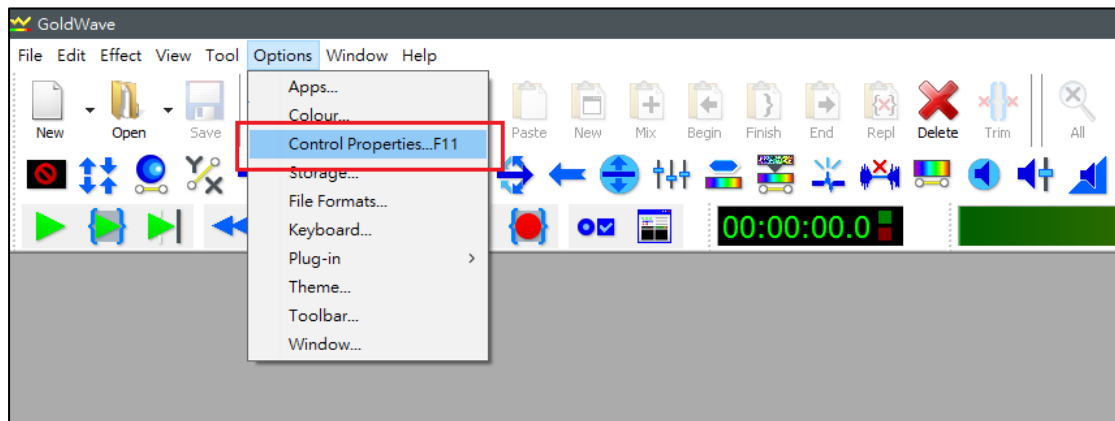 GoldWave
File Edit Effect View Tool Options Window Help
New Open Save Paste New Mix Begin Finish End Repl Delete Trim All
Apps...
Colour...
Control Properties...F11
Storage...
File Formats...
Keyboard...
Plug-in
Theme...
Toolbar...
Window...
00:00:00.0